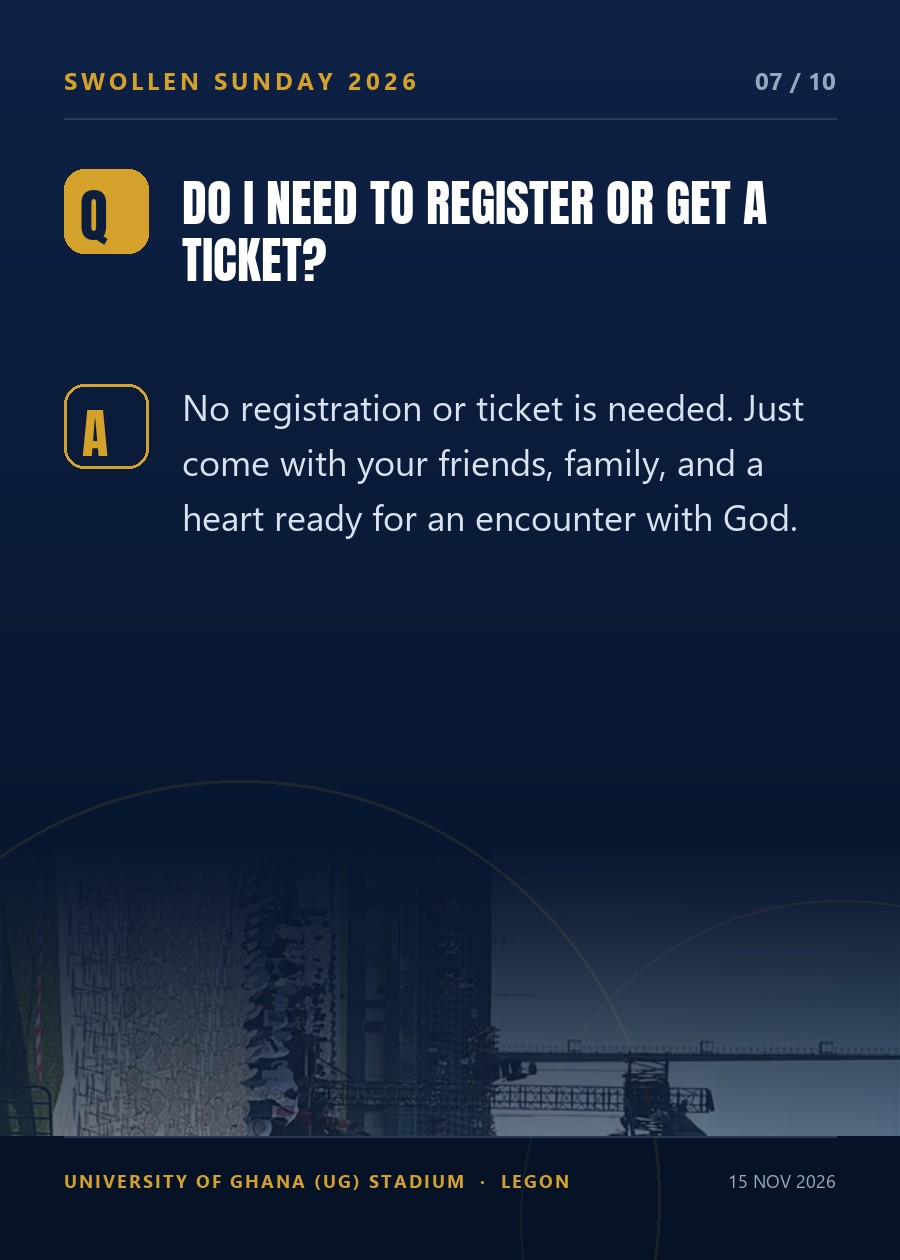 SWOLLEN SUNDAY 2026
07 / 10
Q
DO I NEED TO REGISTER OR GET A
TICKET?
A
No registration or ticket is needed. Just
come with your friends, family, and a
heart ready for an encounter with God.
UNIVERSITY OF GHANA (UG) STADIUM · LEGON
15 NOV 2026